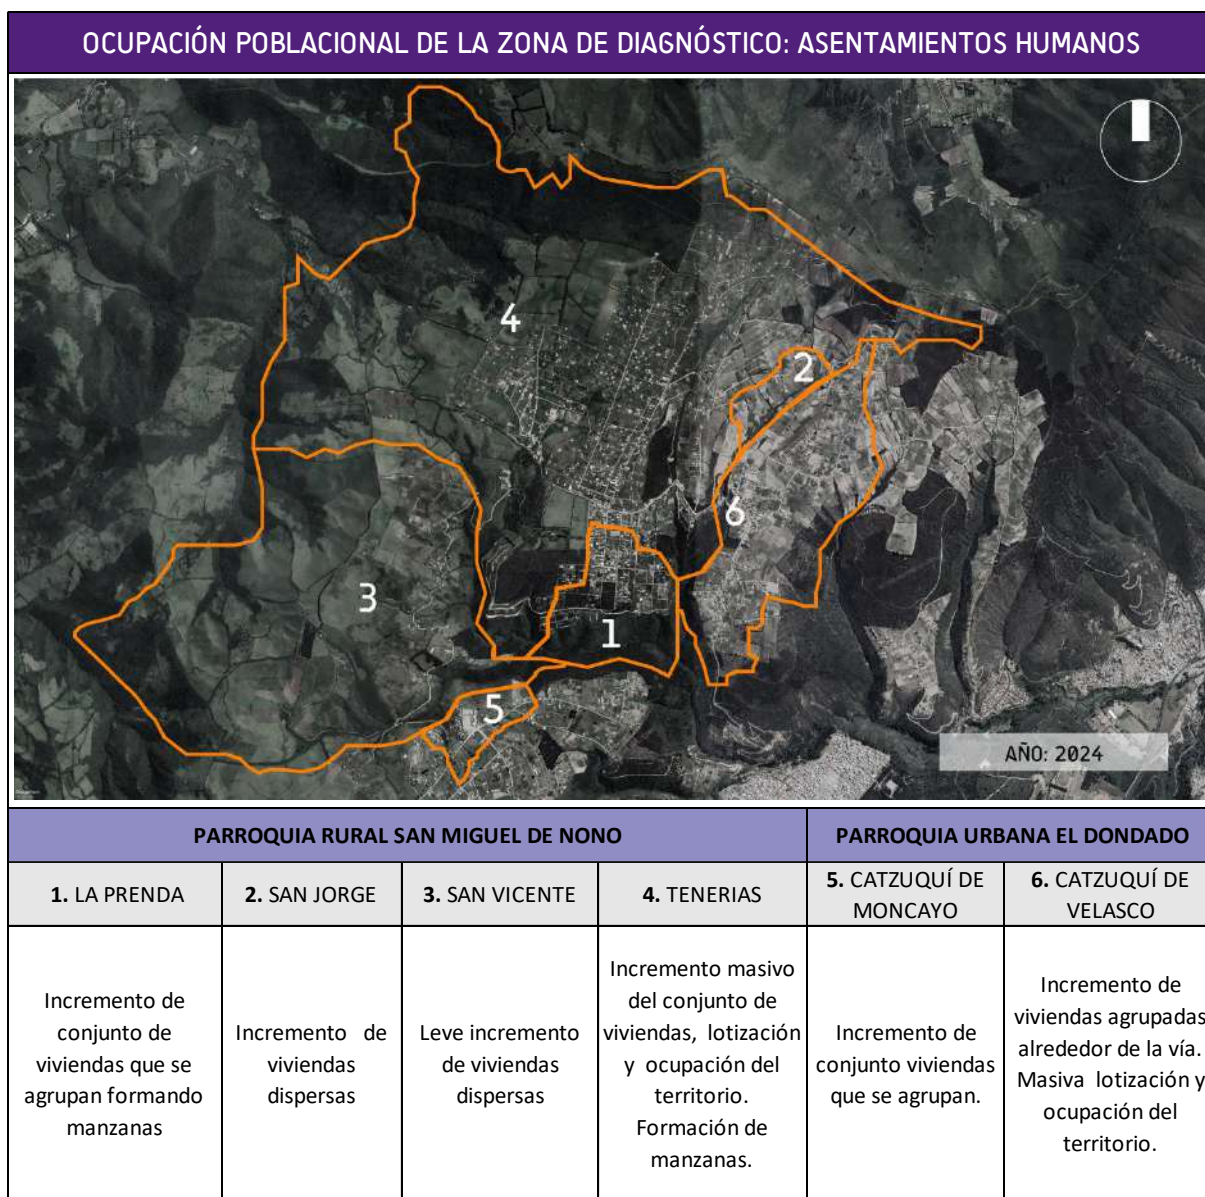 OCUPACIÓN POBLACIONAL DE LA ZONA DE DIAGNÓSTICO: ASENTAMIENTOS HUMANOS
4
2
6
3
1
5
AÑO: 2024
PARROQUIA RURAL SAN MIGUEL DE NONO
PARROQUIA URBANA EL DONDADO
1. LA PRENDA
2. SAN JORGE
3. SAN VICENTE
4. TENERIAS
5. CATZUQUÍ DE
MONCAYO
6. CATZUQUÍ DE
VELASCO
Incremento de
conjunto de
viviendas que se
agrupan formando
manzanas
Incremento de
viviendas
dispersas
Leve incremento
de viviendas
dispersas
Incremento masivo
del conjunto de
viviendas, lotización
y ocupación del
territorio.
Formación de
manzanas.
Incremento de
conjunto viviendas
que se agrupan.
Incremento de
viviendas agrupadas
alrededor de la vía.
Masiva lotización y
ocupación del
territorio.